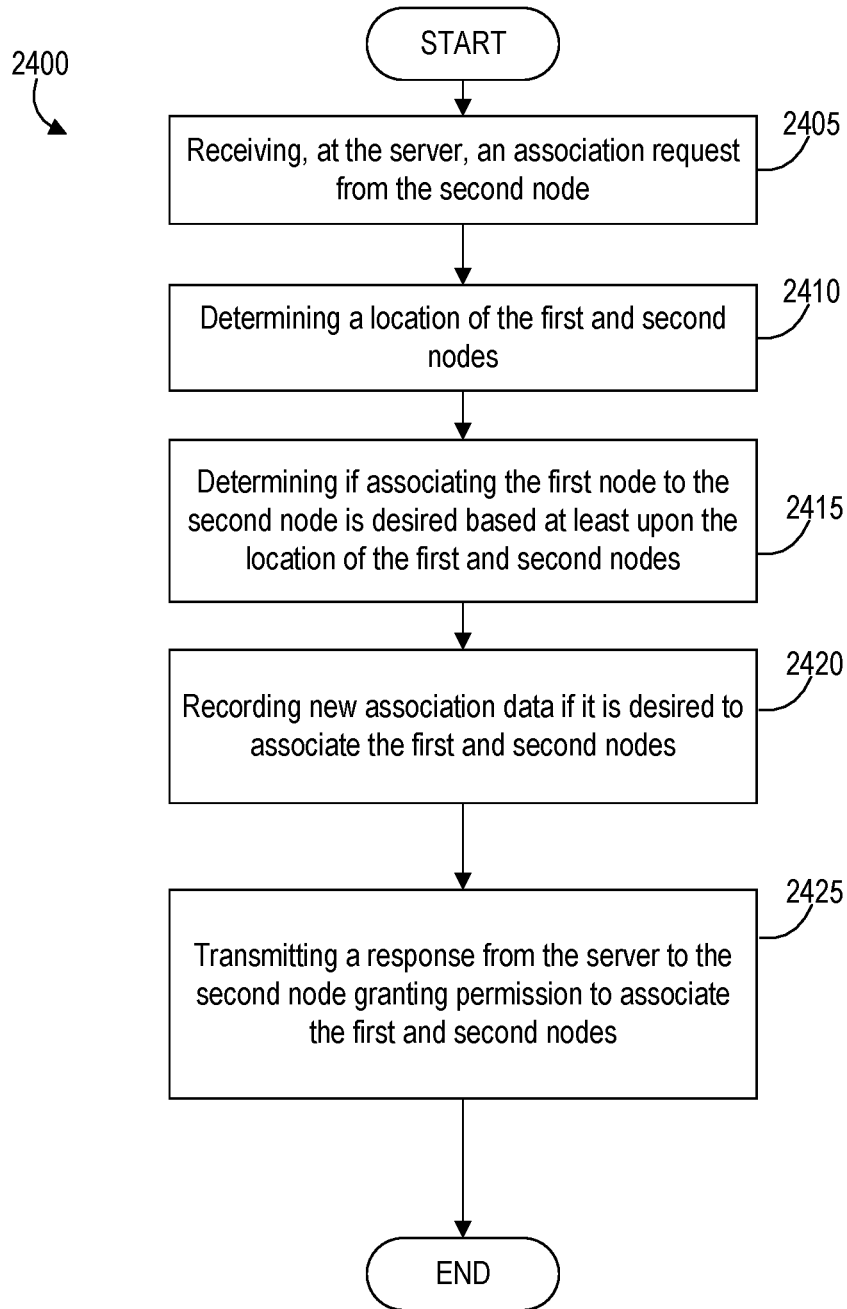 START
2400
2405
Receiving, at the server, an association request
from the second node
2410
Determining a location of the first and second
nodes
Determining if associating the first node to the
second node is desired based at least upon the
location of the first and second nodes
2415
2420
Recording new association data if it is desired to
associate the first and second nodes
2425
Transmitting a response from the server to the
second node granting permission to associate
the first and second nodes
END